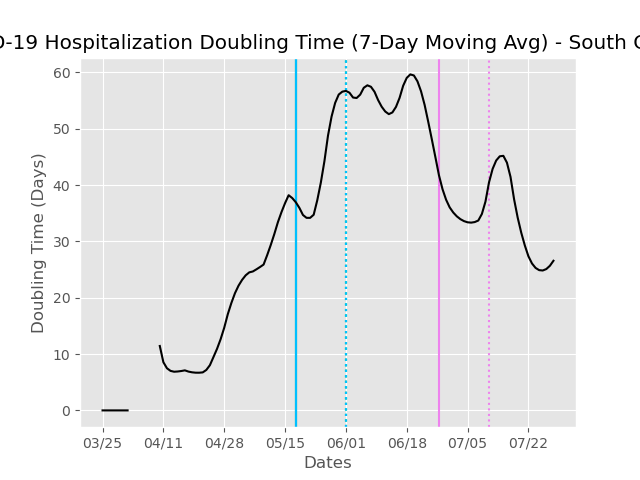 -19 Hospitalization Doubling Time (7-Day Moving Avg) - South
60
50
40
30
20
10
0
Doubling Time (Days)
03/25 04/11 04/28 05/15 06/01 06/18 07/05 07/22
Dates